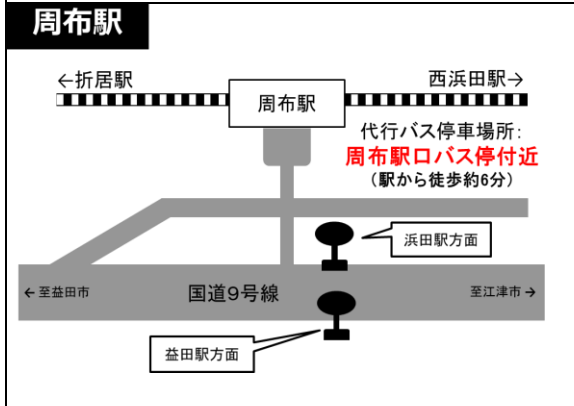 周布駅
←折居駅
西浜田駅→
周布駅
代行バス停車場所：
周布駅口バス停付近
（駅から徒歩約6分）
浜田駅方面
←至益田市
国道9号線
至江津市→
益田駅方面